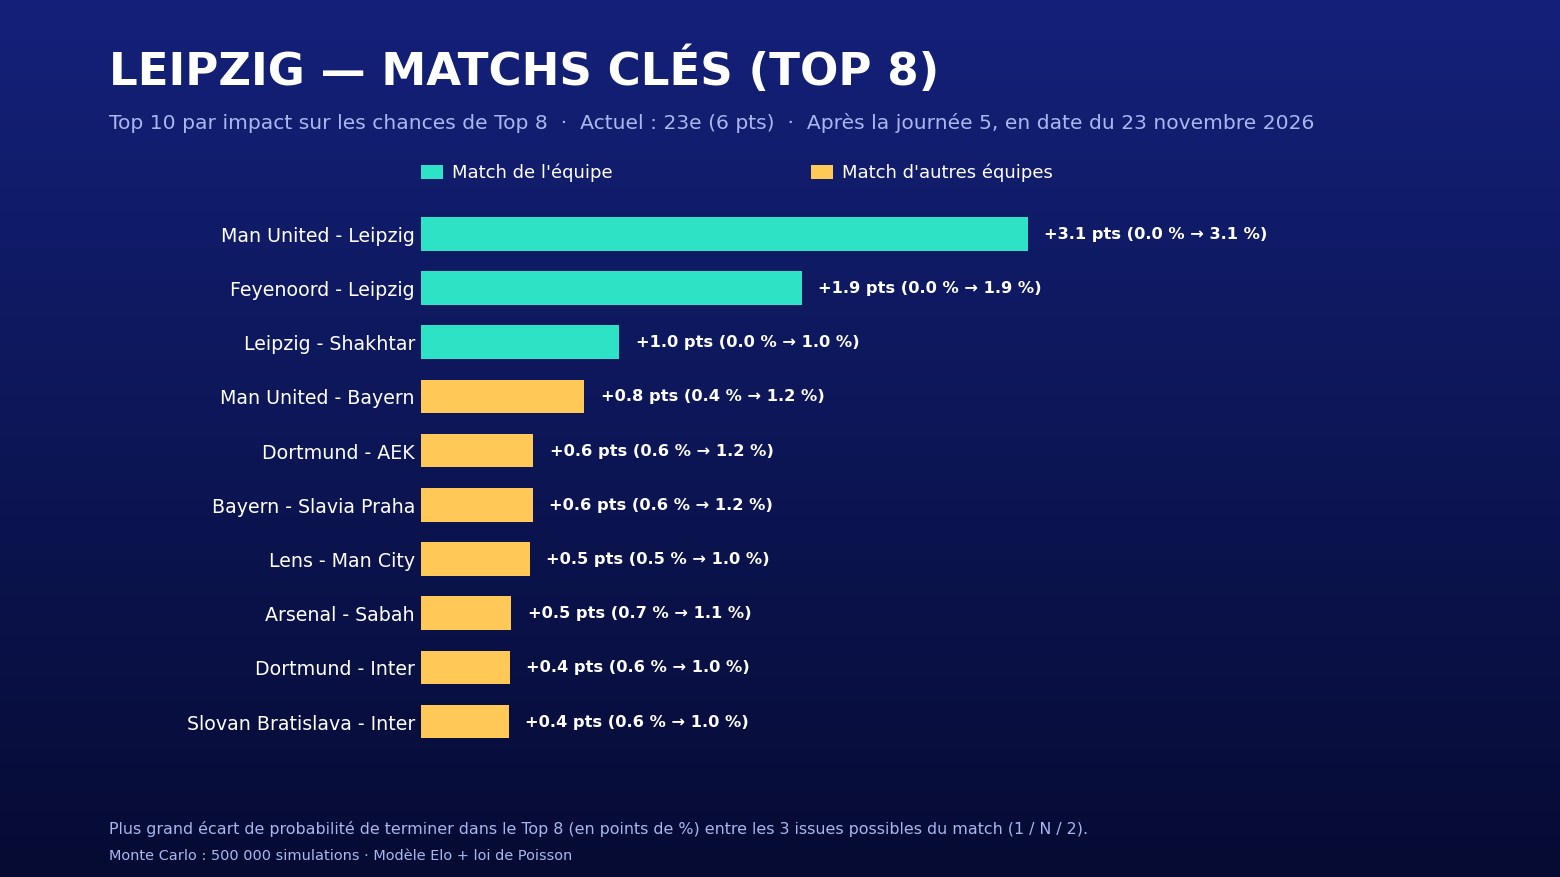 LEIPZIG — MATCHS CLÉS (TOP 8)
Top 10 par impact sur les chances de Top 8 · Actuel : 23e (6 pts) · Après la journée 5, en date du 23 novembre 2026
Match de l'équipe Match d'autres équipes
Man United - Leipzig +3.1 pts (0.0 % → 3.1 %)
Feyenoord - Leipzig +1.9 pts (0.0 % → 1.9 %)
Leipzig - Shakhtar +1.0 pts (0.0 % → 1.0 %)
Man United - Bayern +0.8 pts (0.4 % → 1.2 %)
Dortmund - AEK +0.6 pts (0.6 % → 1.2 %)
Bayern - Slavia Praha +0.6 pts (0.6 % → 1.2 %)
Lens - Man City +0.5 pts (0.5 % → 1.0 %)
Arsenal - Sabah +0.5 pts (0.7 % → 1.1 %)
Dortmund - Inter +0.4 pts (0.6 % → 1.0 %)
Slovan Bratislava - Inter +0.4 pts (0.6 % → 1.0 %)
Plus grand écart de probabilité de terminer dans le Top 8 (en points de %) entre les 3 issues possibles du match (1 / N / 2).
Monte Carlo : 500 000 simulations · Modèle Elo + loi de Poisson